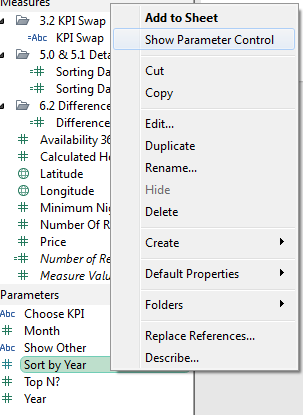 Measures
3.2 KPI Swap
Abc KPI Swap
5.0 & 5.1 Deta
Sorting Da
Sorting Da
6.2 Difference
Difference
Availability 36
Calculated Ho
Latitude
Longitude
Minimum Nig
Number Of R
Price
Number of Re
Measure Valu
Parameters
Abc Choose KPI
Month
Abc Show Other
Sort by Year
Top N?
Year
Add to Sheet
Show Parameter Control
Cut
Copy
Edit...
Duplicate
Rename...
Hide
Delete
Create
Default Properties
Folders
Replace References...
Describe...